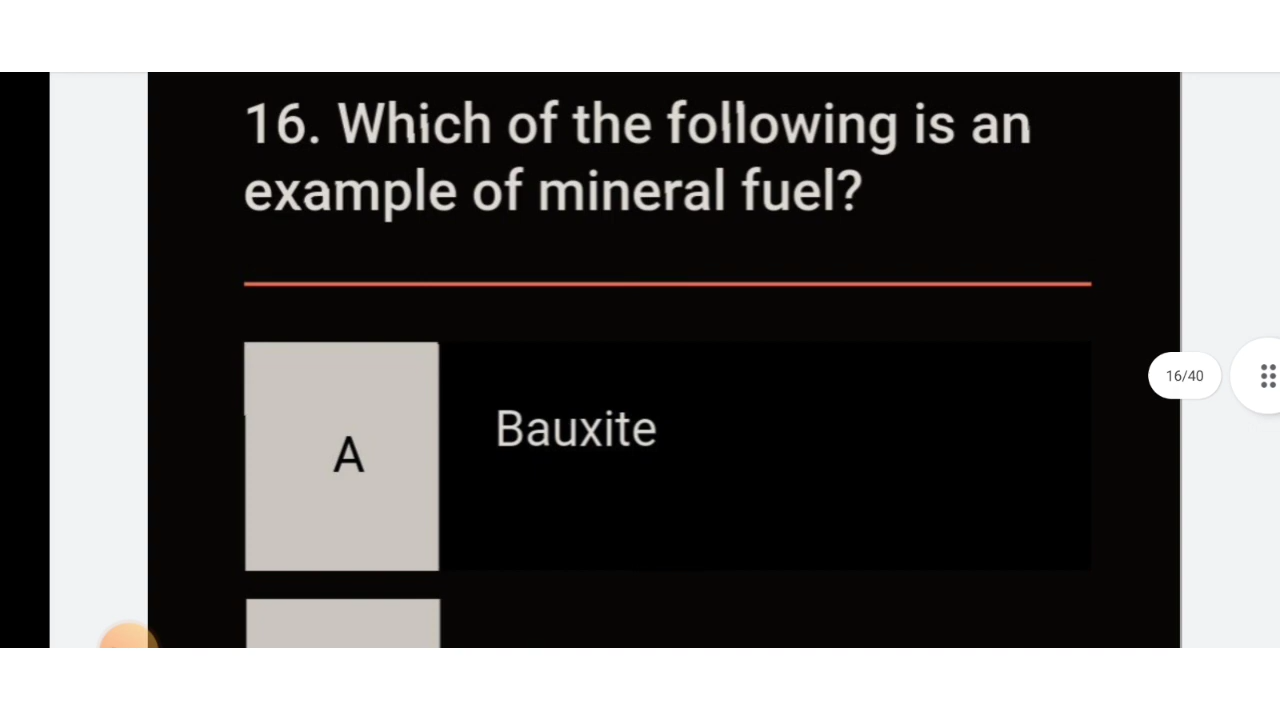 16. Which of the following is an
example of mineral fuel?
16/40
A
Bauxite